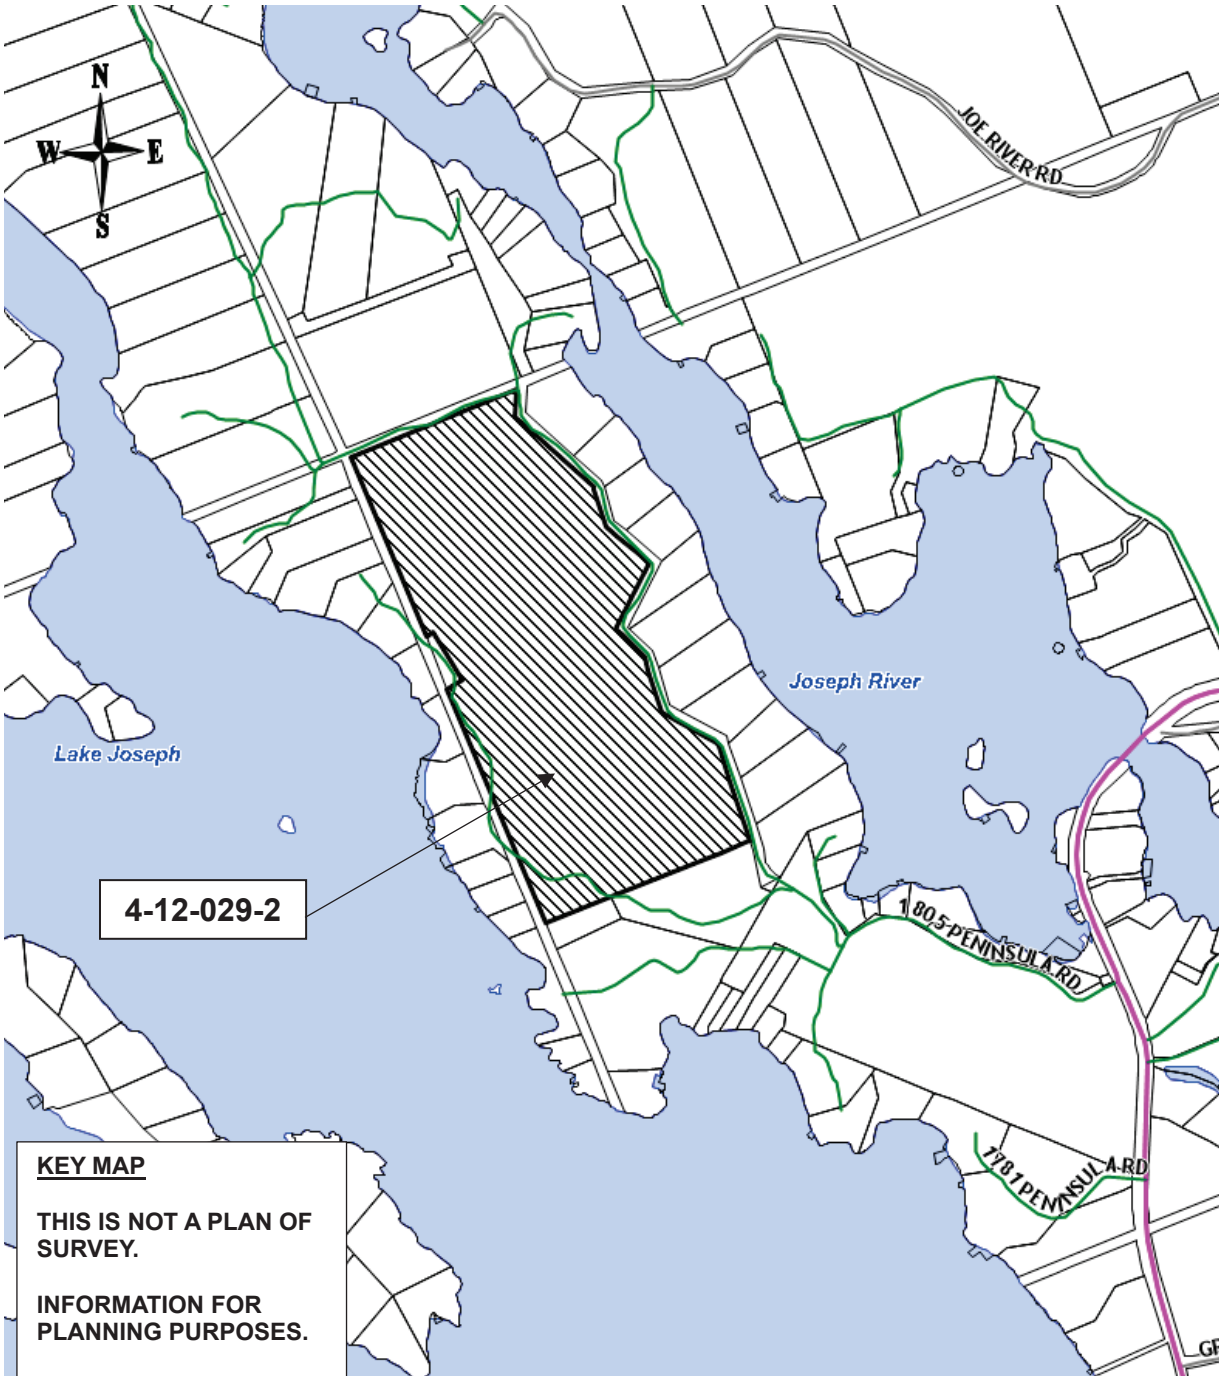 N
W E
S
JOE RIVER RD
Joseph River
Lake Joseph
4-12-029-2
1805 PENINSULA RD
1781 PENINSULA RD
KEY MAP
THIS IS NOT A PLAN OF
SURVEY.
INFORMATION FOR
PLANNING PURPOSES.